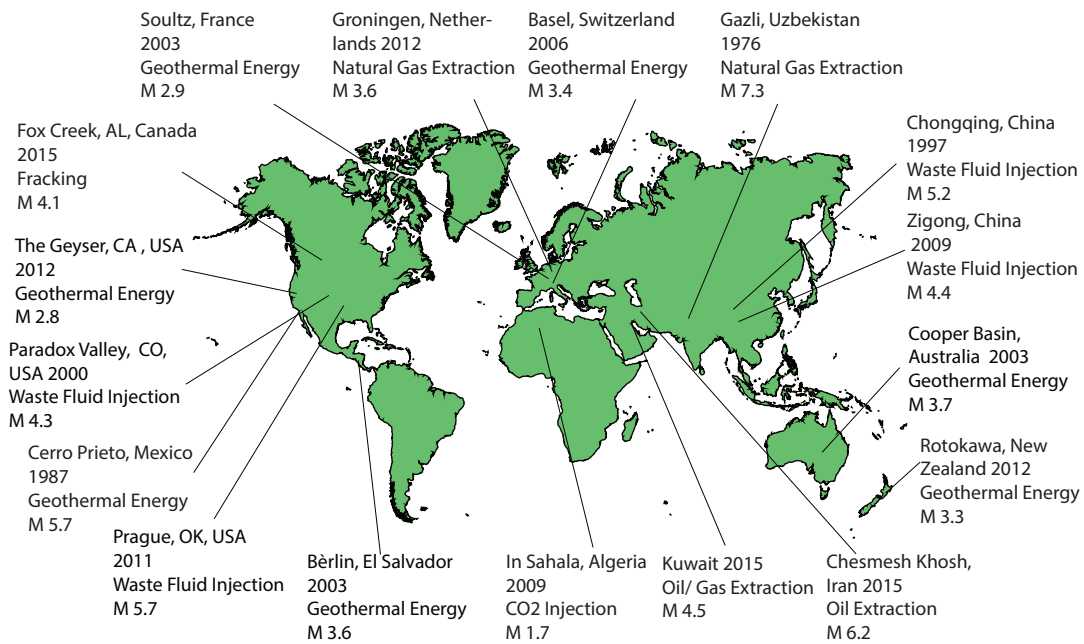 Soultz, France
2003
Geothermal Energy
M 2.9
Groningen, Nether-
lands 2012
Natural Gas Extraction
M 3.6
Basel, Switzerland
2006
Geothermal Energy
M 3.4
Gazli, Uzbekistan
1976
Natural Gas Extraction
M 7.3
Fox Creek, AL, Canada
2015
Fracking
M 4.1
Chongqing, China
1997
Waste Fluid Injection
M 5.2
The Geyser, CA , USA
2012
Geothermal Energy
M 2.8
Zigong, China
2009
Waste Fluid Injection
M 4.4
Paradox Valley, CO,
USA 2000
Waste Fluid Injection
M 4.3
Cooper Basin,
Australia 2003
Geothermal Energy
M 3.7
Cerro Prieto, Mexico
1987
Geothermal Energy
M 5.7
Rotokawa, New
Zealand 2012
Geothermal Energy
M 3.3
Prague, OK, USA
2011
Waste Fluid Injection
M 5.7
Bèrlin, El Salvador
2003
Geothermal Energy
M 3.6
In Sahala, Algeria
2009
CO2 Injection
M 1.7
Kuwait 2015
Oil/ Gas Extraction
M 4.5
Chesmesh Khosh,
Iran 2015
Oil Extraction
M 6.2